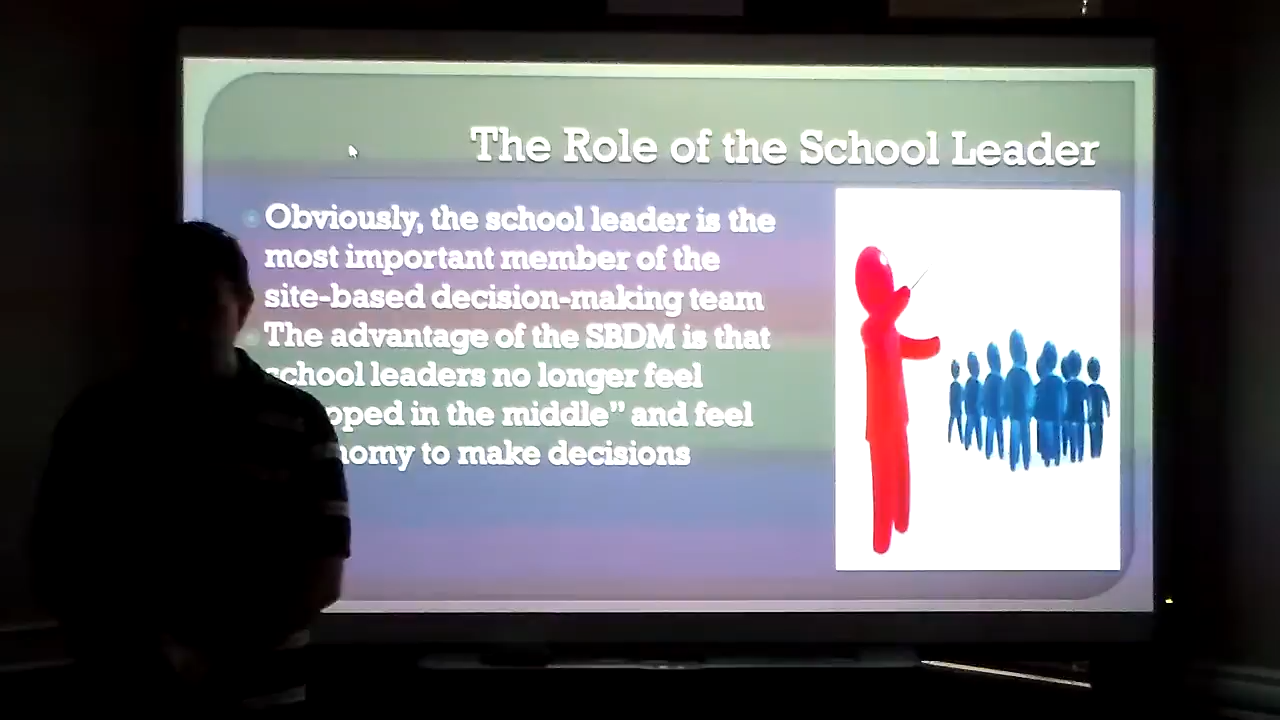 The Role of the School Leader
Obviously, the school leader is the
most important member of the
site-based decision-making team
The advantage of the SBDM is that
school leaders no longer feel
in the middle” and feel
to make decisions